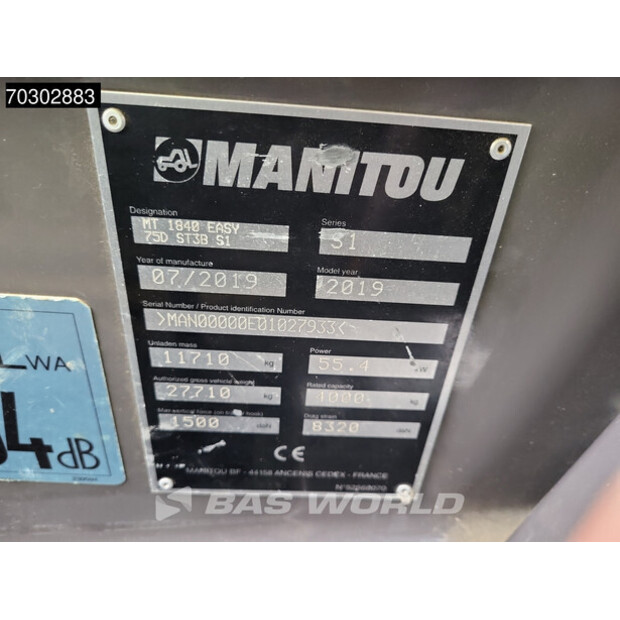 70302883
MANITOU
Designation
MT 1840 EASY
75D ST3B S1
Series
S1
Year of manufacture
07/2019
Model year
2019
Serial Number / Product identification Number
>MAN00000E01027933<
Unladen mass
11710 kg
Power
55.4 kW
Authorized gross vehicle weight
27710 kg
Rated capacity
4000 kg
1500 daN
Drag strain
8320 daN
CE
MANITOU BF - 44158 ANCENIS CEDEX - FRANCE
LWA
4 dB
BAS WORLD